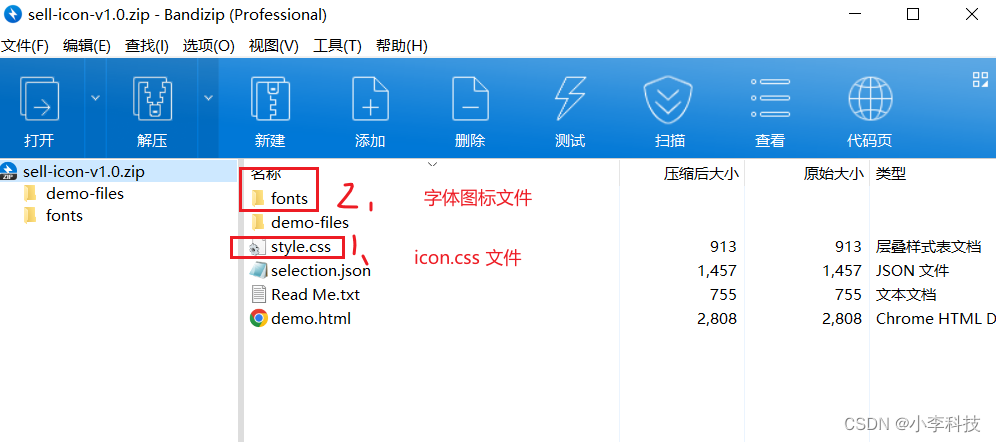 sell-icon-v1.0.zip - Bandizip (Professional)
文件(F) 编辑(E) 查找(I) 选项(O) 视图(V) 工具(T) 帮助(H)
打开 解压 新建 添加 删除 测试 扫描 查看 代码页
sell-icon-v1.0.zip
demo-files
fonts
名称 压缩后大小 原始大小 类型
fonts 2、 字体图标文件
demo-files
style.css 1、 913 913 层叠样式表文档
icon.css 文件
selection.json 1,457 1,457 JSON 文件
Read Me.txt 755 755 文本文档
demo.html 2,808 2,808 Chrome HTML D
ZIP
CSDN @小李科技